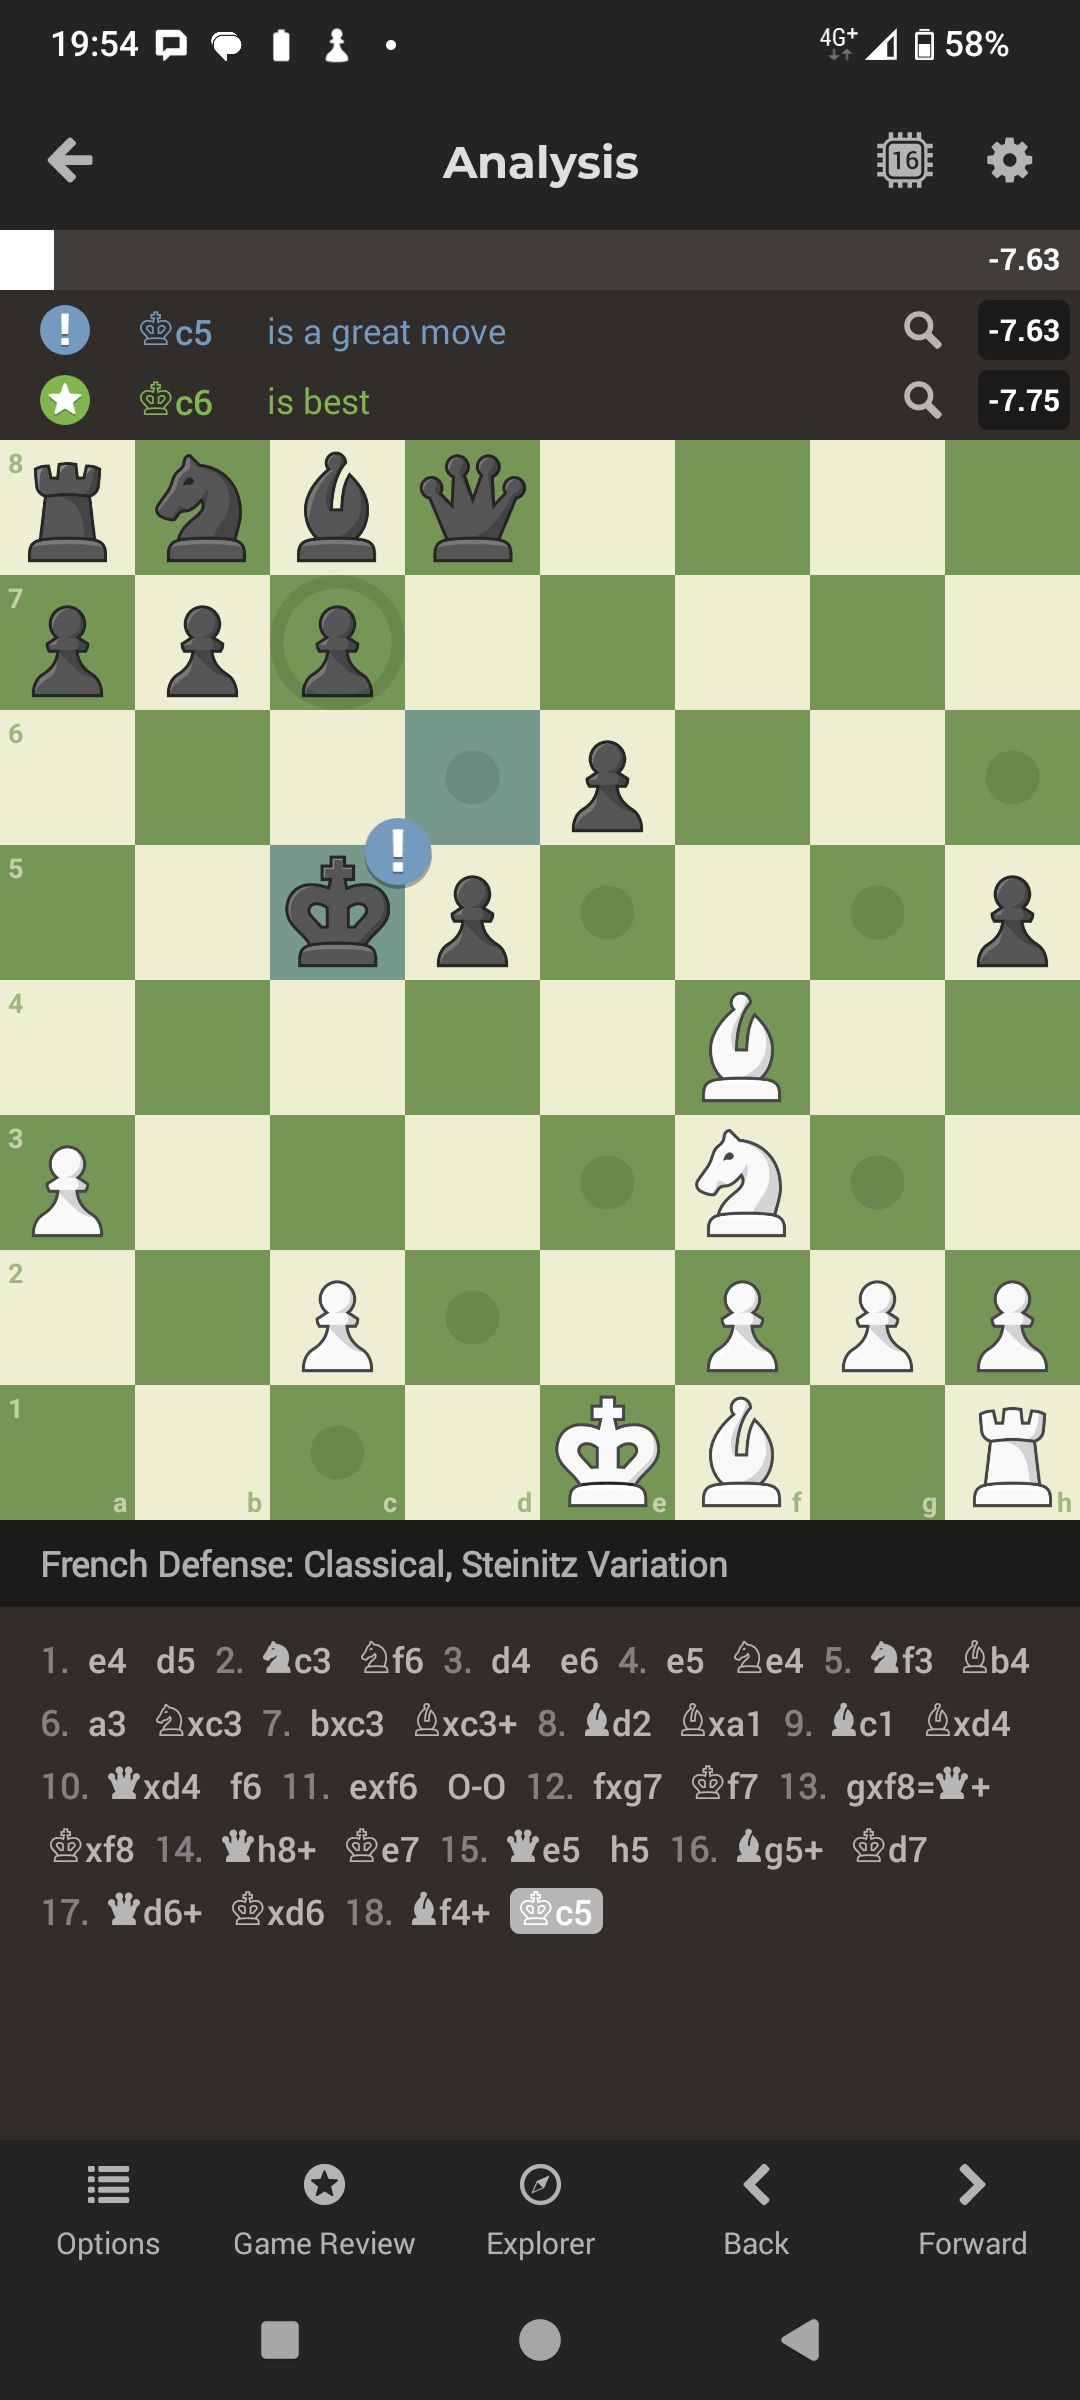 19:54 4G+ 58%
Analysis 16
-7.63
! ♔c5 is a great move -7.63
♔c6 is best -7.75
8
7
6
!
5
4
3
2
1
a b c d e f g h
French Defense: Classical, Steinitz Variation
1. e4 d5 2. ♞c3 ♘f6 3. d4 e6 4. e5 ♘e4 5. ♞f3 ♗b4
6. a3 ♘xc3 7. bxc3 ♗xc3+ 8. ♝d2 ♗xa1 9. ♝c1 ♗xd4
10. ♛xd4 f6 11. exf6 O-O 12. fxg7 ♔f7 13. gxf8=♛+
♔xf8 14. ♛h8+ ♔e7 15. ♛e5 h5 16. ♝g5+ ♔d7
17. ♛d6+ ♔xd6 18. ♝f4+ ♔c5
Options Game Review Explorer Back Forward